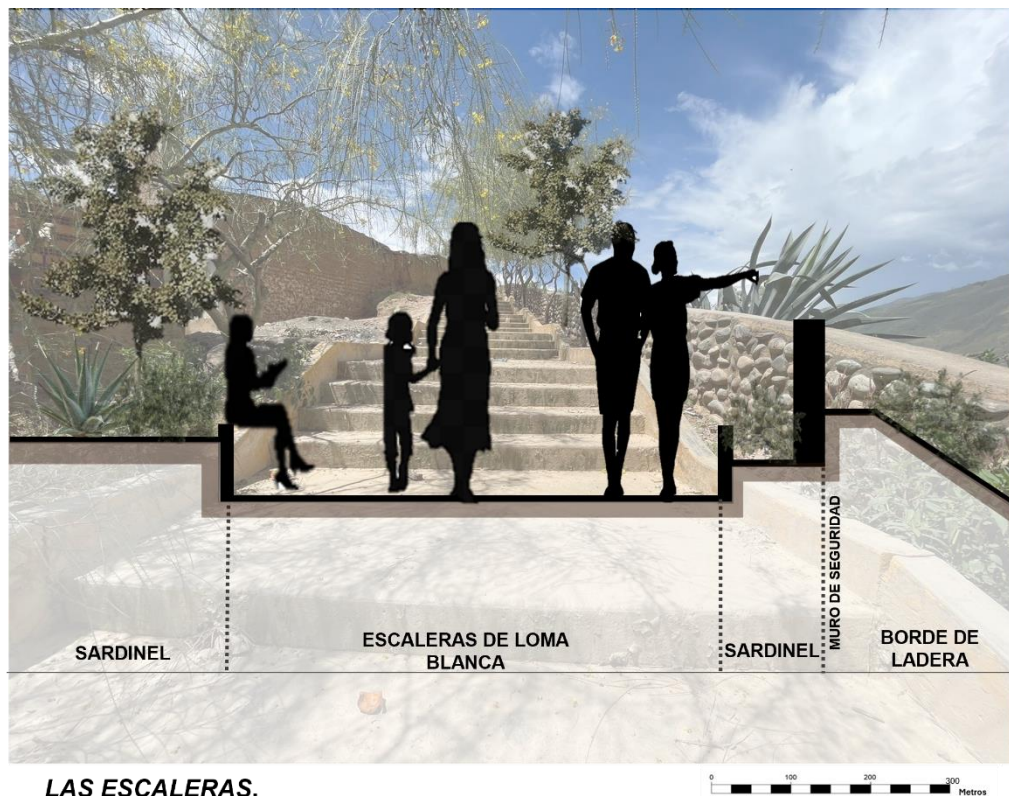 SARDINEL
ESCALERAS DE LOMA
BLANCA
SARDINEL
MURO DE SEGURIDAD
BORDE DE
LADERA
LAS ESCALERAS.
0 100 200 300
Metros